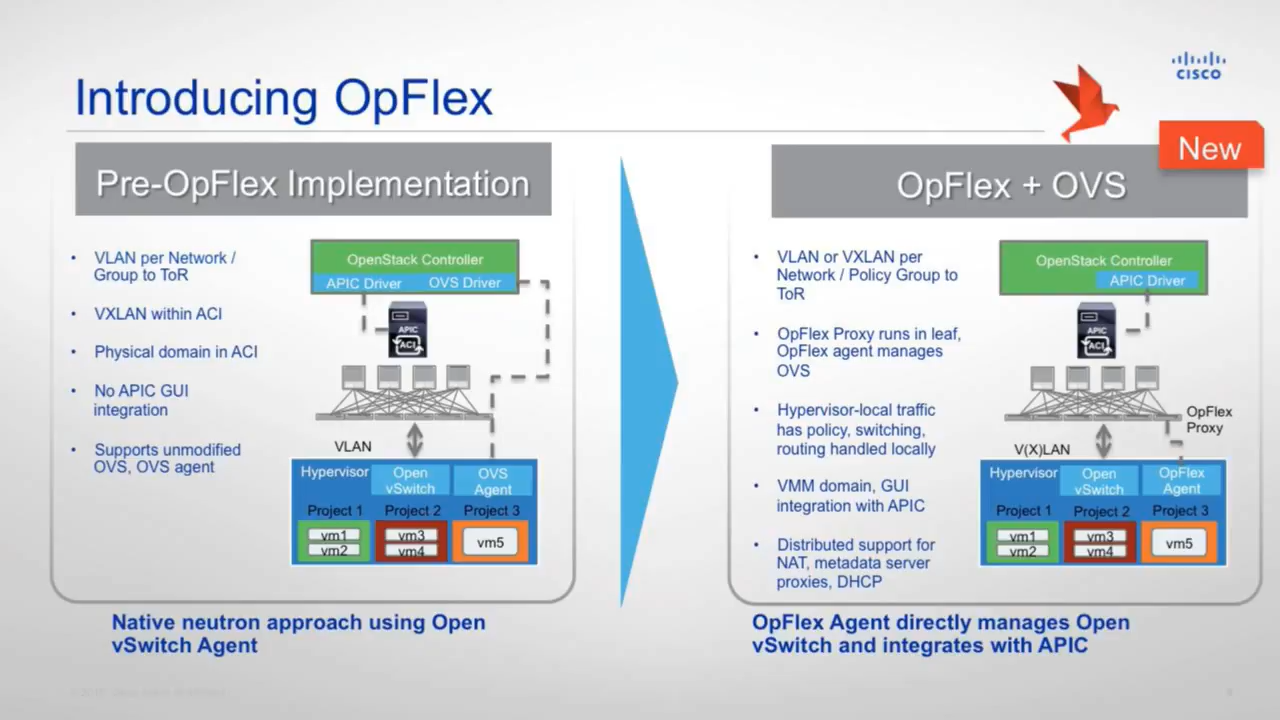 Introducing OpFlex
CISCO
New
Pre-OpFlex Implementation
• VLAN per Network /
Group to ToR
• VXLAN within ACI
• Physical domain in ACI
• No APIC GUI
integration
• Supports unmodified
OVS, OVS agent
OpenStack Controller
APIC Driver OVS Driver
APIC
ACI
VLAN
Hypervisor
Open
vSwitch
OVS
Agent
Project 1 Project 2 Project 3
vm1
vm2
vm3
vm4
vm5
Native neutron approach using Open
vSwitch Agent
OpFlex + OVS
• VLAN or VXLAN per
Network / Policy Group to
ToR
• OpFlex Proxy runs in leaf,
OpFlex agent manages
OVS
• Hypervisor-local traffic
has policy, switching,
routing handled locally
• VMM domain, GUI
integration with APIC
• Distributed support for
NAT, metadata server
proxies, DHCP
OpenStack Controller
APIC Driver
APIC
ACI
OpFlex
Proxy
V(X)LAN
Hypervisor
Open
vSwitch
OpFlex
Agent
Project 1 Project 2 Project 3
vm1
vm2
vm3
vm4
vm5
OpFlex Agent directly manages Open
vSwitch and integrates with APIC